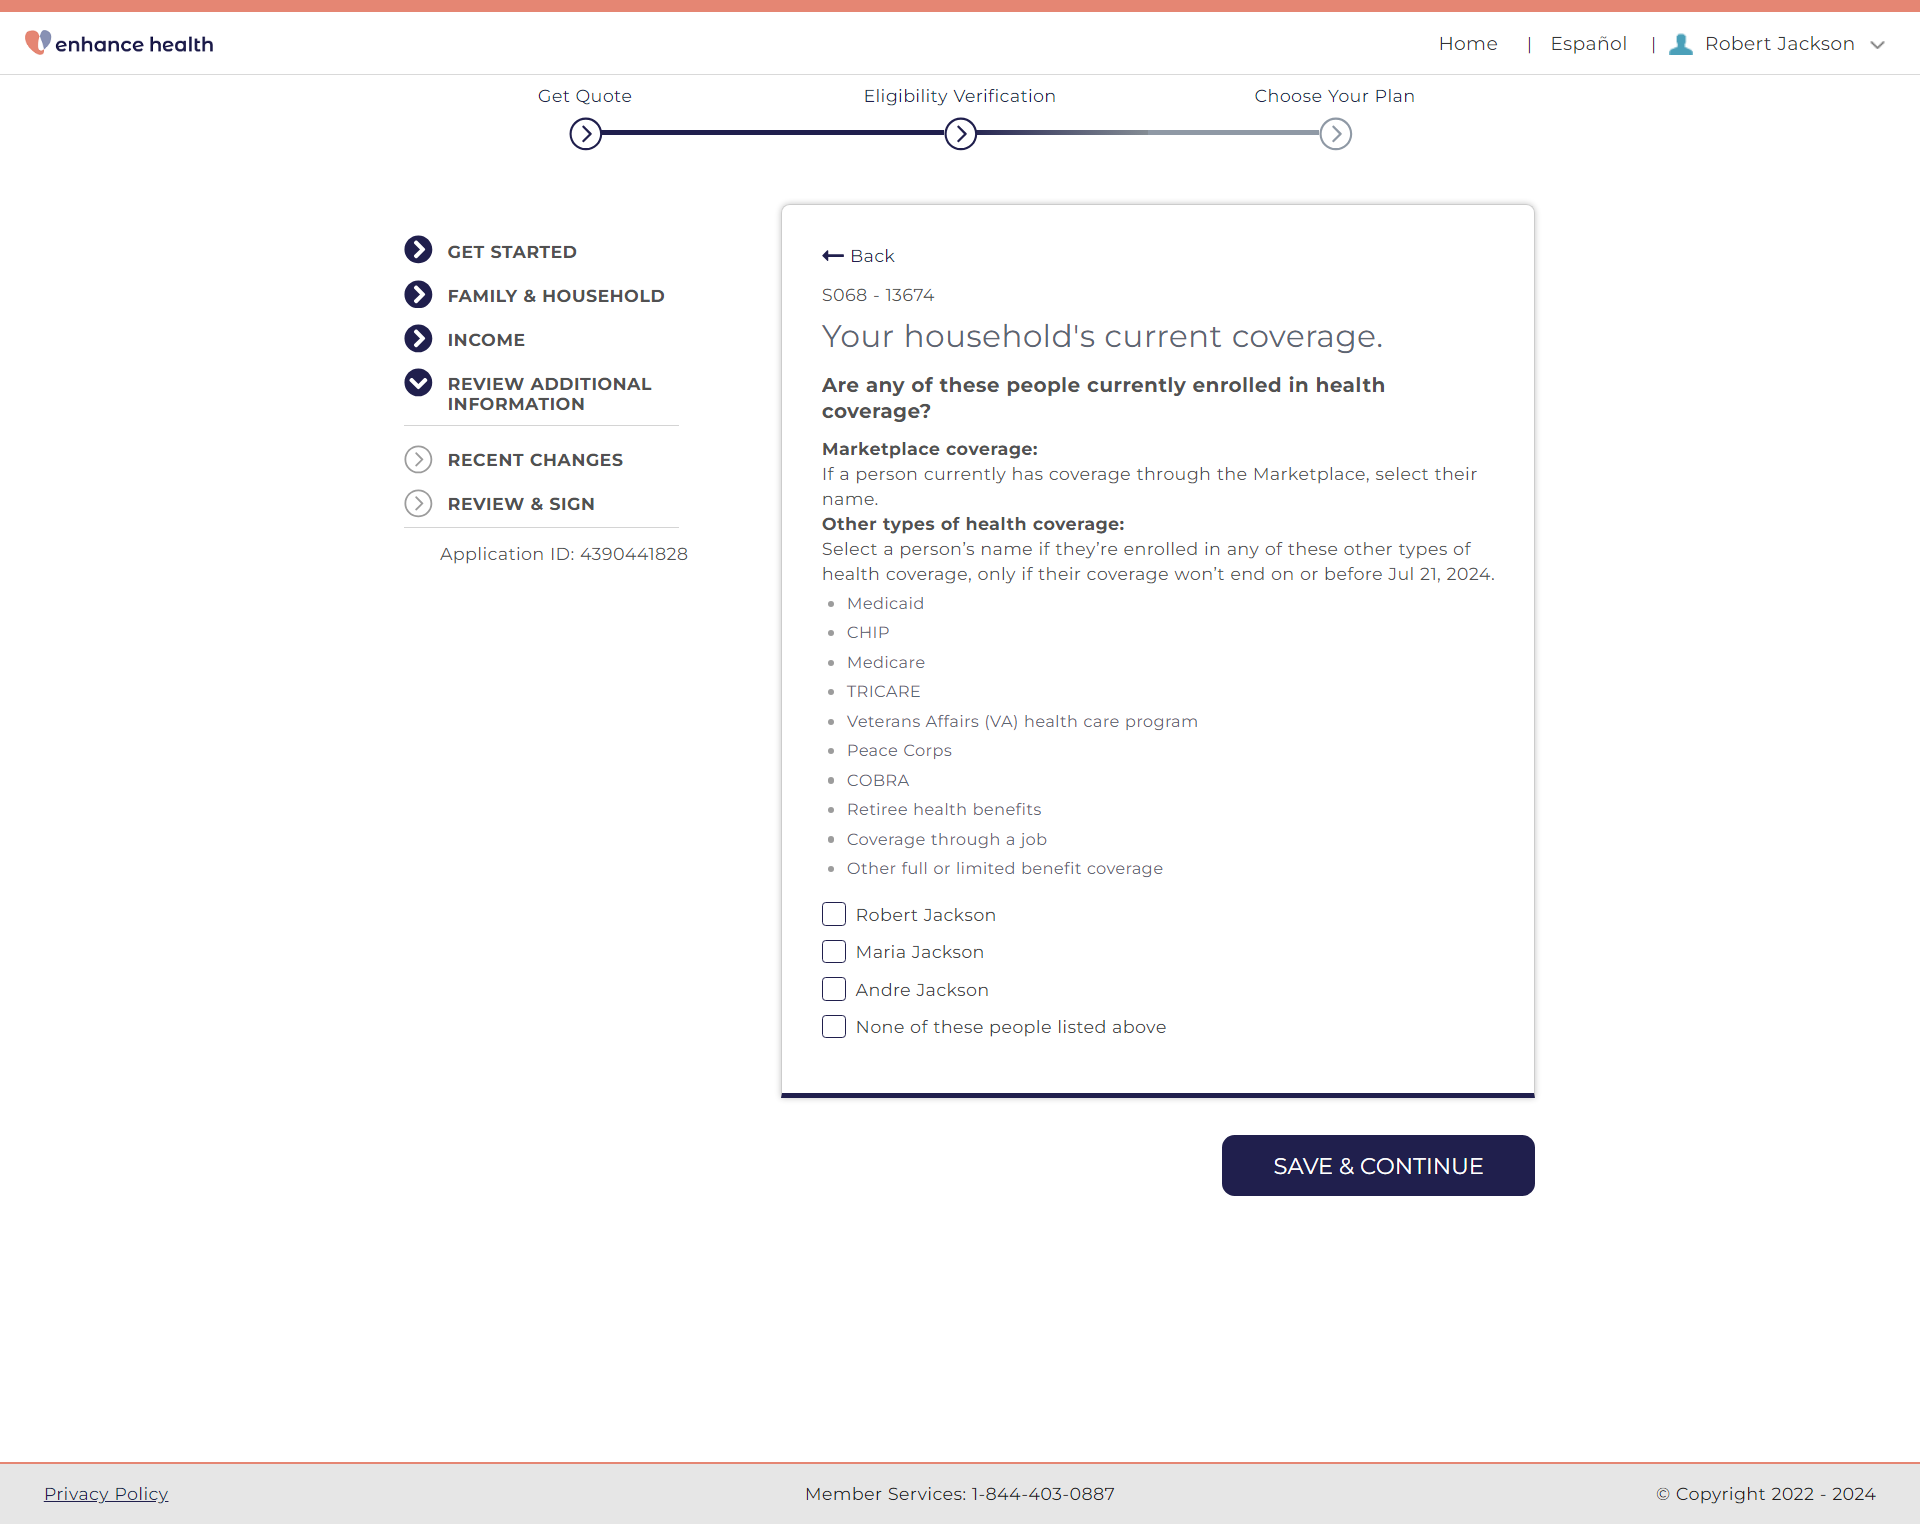 enhance health
Home | Español | Robert Jackson
Get Quote
Eligibility Verification
Choose Your Plan
GET STARTED
FAMILY & HOUSEHOLD
INCOME
REVIEW ADDITIONAL
INFORMATION
RECENT CHANGES
REVIEW & SIGN
Application ID: 4390441828
Back
S068 - 13674
Your household's current coverage.
Are any of these people currently enrolled in health
coverage?
Marketplace coverage:
If a person currently has coverage through the Marketplace, select their
name.
Other types of health coverage:
Select a person’s name if they’re enrolled in any of these other types of
health coverage, only if their coverage won’t end on or before Jul 21, 2024.
Medicaid
CHIP
Medicare
TRICARE
Veterans Affairs (VA) health care program
Peace Corps
COBRA
Retiree health benefits
Coverage through a job
Other full or limited benefit coverage
Robert Jackson
Maria Jackson
Andre Jackson
None of these people listed above
SAVE & CONTINUE
Privacy Policy
Member Services: 1-844-403-0887
© Copyright 2022 - 2024